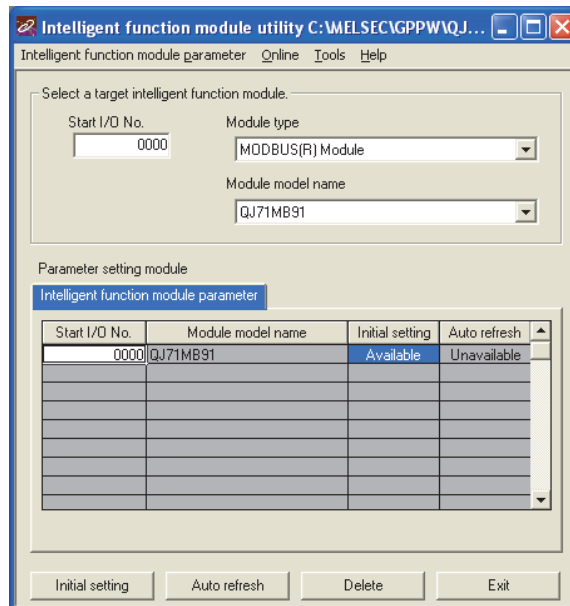 Intelligent function module utility C:\MELSEC\GPPW\QJ...
Intelligent function module parameter Online Tools Help
Select a target intelligent function module.
Start I/O No. Module type
0000 MODBUS(R) Module
Module model name
QJ71MB91
Parameter setting module
Intelligent function module parameter
Start I/O No. Module model name Initial setting Auto refresh
0000 QJ71MB91 Available Unavailable
Initial setting Auto refresh Delete Exit